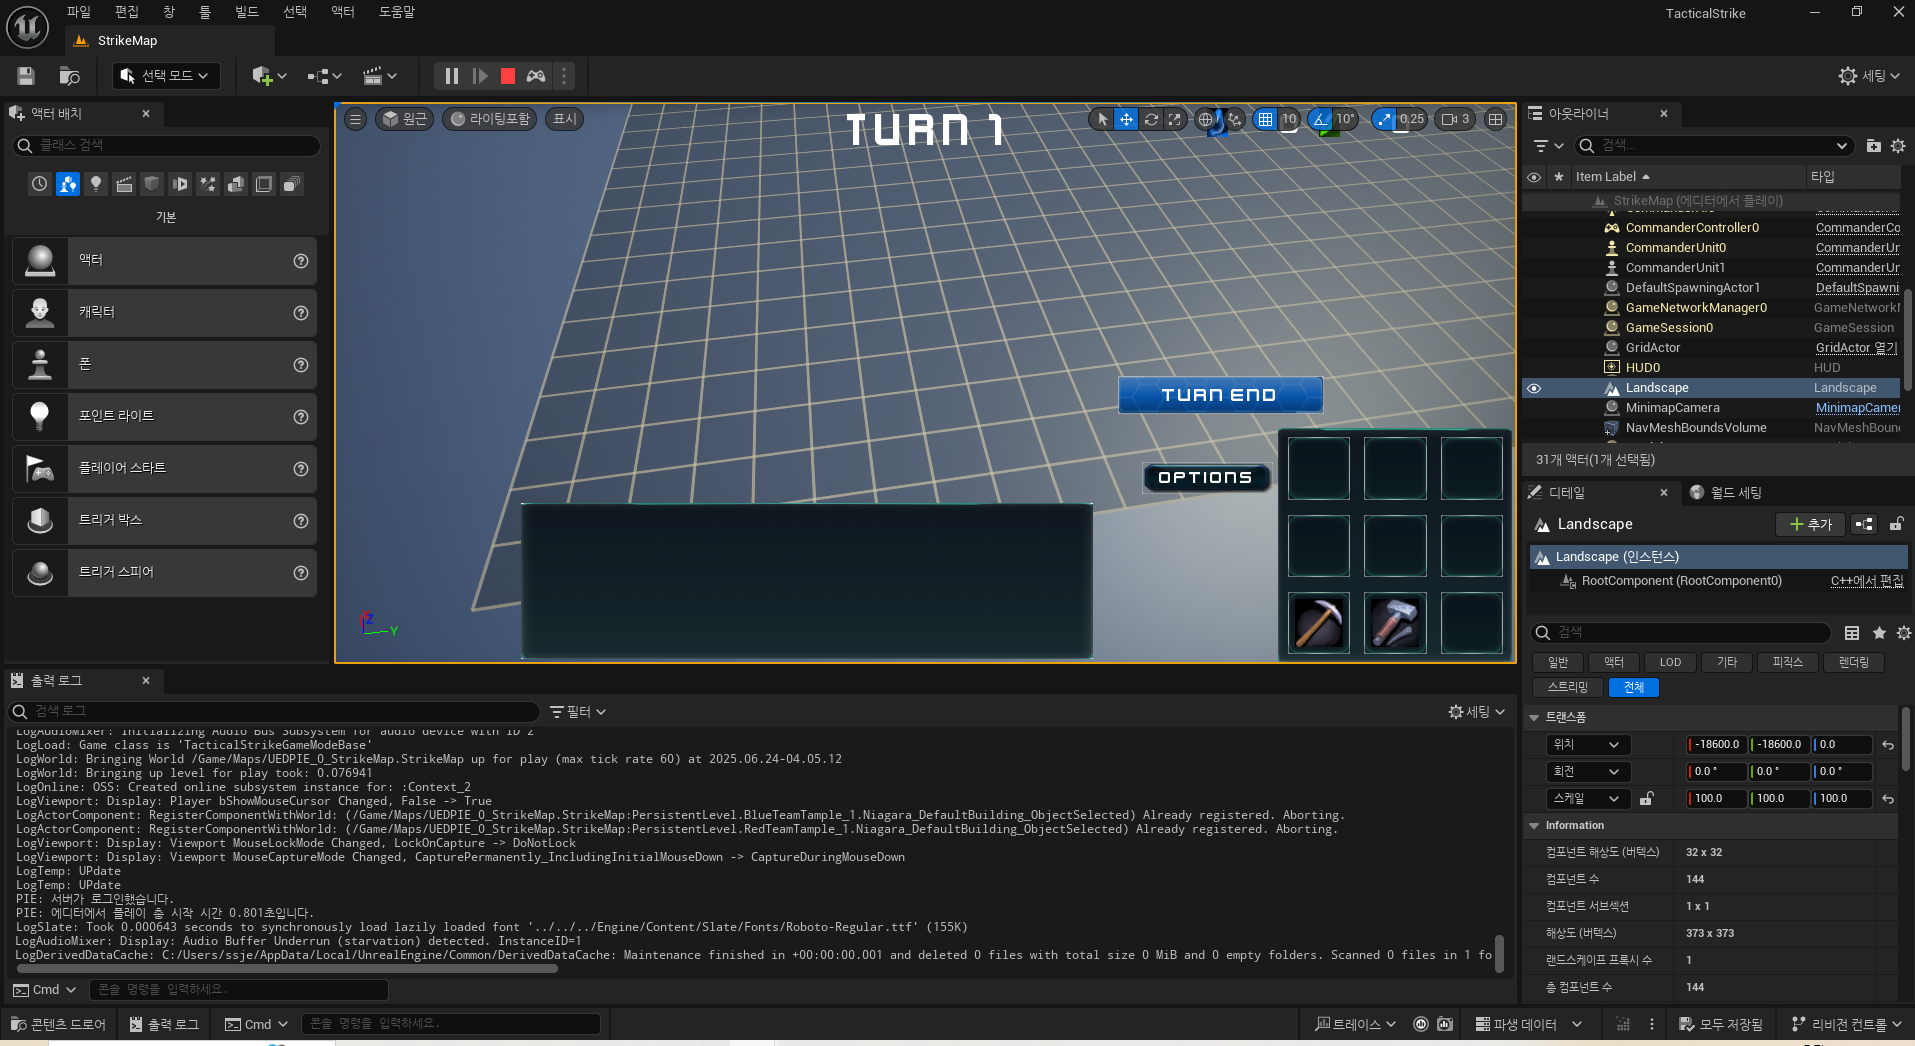 파일 편집 창 툴 빌드 선택 액터 도움말
TacticalStrike
StrikeMap
선택 모드
세팅
액터 배치
클래스 검색
기본
액터
캐릭터
폰
포인트 라이트
플레이어 스타트
트리거 박스
트리거 스피어
원근
라이팅포함
표시
10
10°
0.25
3
TURN 1
TURN END
OPTIONS
Z
Y
아웃라이너
검색...
Item Label
타입
StrikeMap (에디터에서 플레이)
CommanderController0 CommanderCo
CommanderUnit0 CommanderUn
CommanderUnit1 CommanderUn
DefaultSpawningActor1 DefaultSpawni
GameNetworkManager0 GameNetworkM
GameSession0 GameSession
GridActor GridActor 열기
HUD0 HUD
Landscape Landscape
MinimapCamera MinimapCamer
NavMeshBoundsVolume NavMeshBound
31개 액터(1개 선택됨)
디테일
월드 세팅
Landscape
추가
Landscape (인스턴스)
RootComponent (RootComponent0) C++에서 편집
검색
일반 액터 LOD 기타 피직스 렌더링
스트리밍 전체
트랜스폼
위치 -18600.0 -18600.0 0.0
회전 0.0 ° 0.0 ° 0.0 °
스케일 100.0 100.0 100.0
Information
컴포넌트 해상도 (버텍스) 32 x 32
컴포넌트 수 144
컴포넌트 서브섹션 1 x 1
해상도 (버텍스) 373 x 373
랜드스케이프 프록시 수 1
총 컴포넌트 수 144
출력 로그
검색 로그
필터
세팅
LogAudioMixer: Initializing Audio Bus Subsystem for audio device with ID 2
LogLoad: Game class is 'TacticalStrikeGameModeBase'
LogWorld: Bringing World /Game/Maps/UEDPIE_0_StrikeMap.StrikeMap up for play (max tick rate 60) at 2025.06.24-04.05.12
LogWorld: Bringing up level for play took: 0.076941
LogOnline: OSS: Created online subsystem instance for: :Context_2
LogViewport: Display: Player bShowMouseCursor Changed, False -> True
LogActorComponent: RegisterComponentWithWorld: (/Game/Maps/UEDPIE_0_StrikeMap.StrikeMap:PersistentLevel.BlueTeamTample_1.Niagara_DefaultBuilding_ObjectSelected) Already registered. Aborting.
LogActorComponent: RegisterComponentWithWorld: (/Game/Maps/UEDPIE_0_StrikeMap.StrikeMap:PersistentLevel.RedTeamTample_1.Niagara_DefaultBuilding_ObjectSelected) Already registered. Aborting.
LogViewport: Display: Viewport MouseLockMode Changed, LockOnCapture -> DoNotLock
LogViewport: Display: Viewport MouseCaptureMode Changed, CapturePermanently_IncludingInitialMouseDown -> CaptureDuringMouseDown
LogTemp: UPdate
LogTemp: UPdate
PIE: 서버가 로그인했습니다.
PIE: 에디터에서 플레이 총 시작 시간 0.801초입니다.
LogSlate: Took 0.000643 seconds to synchronously load lazily loaded font '../../../Engine/Content/Slate/Fonts/Roboto-Regular.ttf' (155K)
LogAudioMixer: Display: Audio Buffer Underrun (starvation) detected. InstanceID=1
LogDerivedDataCache: C:/Users/ssje/AppData/Local/UnrealEngine/Common/DerivedDataCache: Maintenance finished in +00:00:00.001 and deleted 0 files with total size 0 MiB and 0 empty folders. Scanned 0 files in 1 fo
Cmd
콘솔 명령을 입력하세요.
콘텐츠 드로어
출력 로그
Cmd
콘솔 명령을 입력하세요.
트레이스
파생 데이터
모두 저장됨
리비전 컨트롤